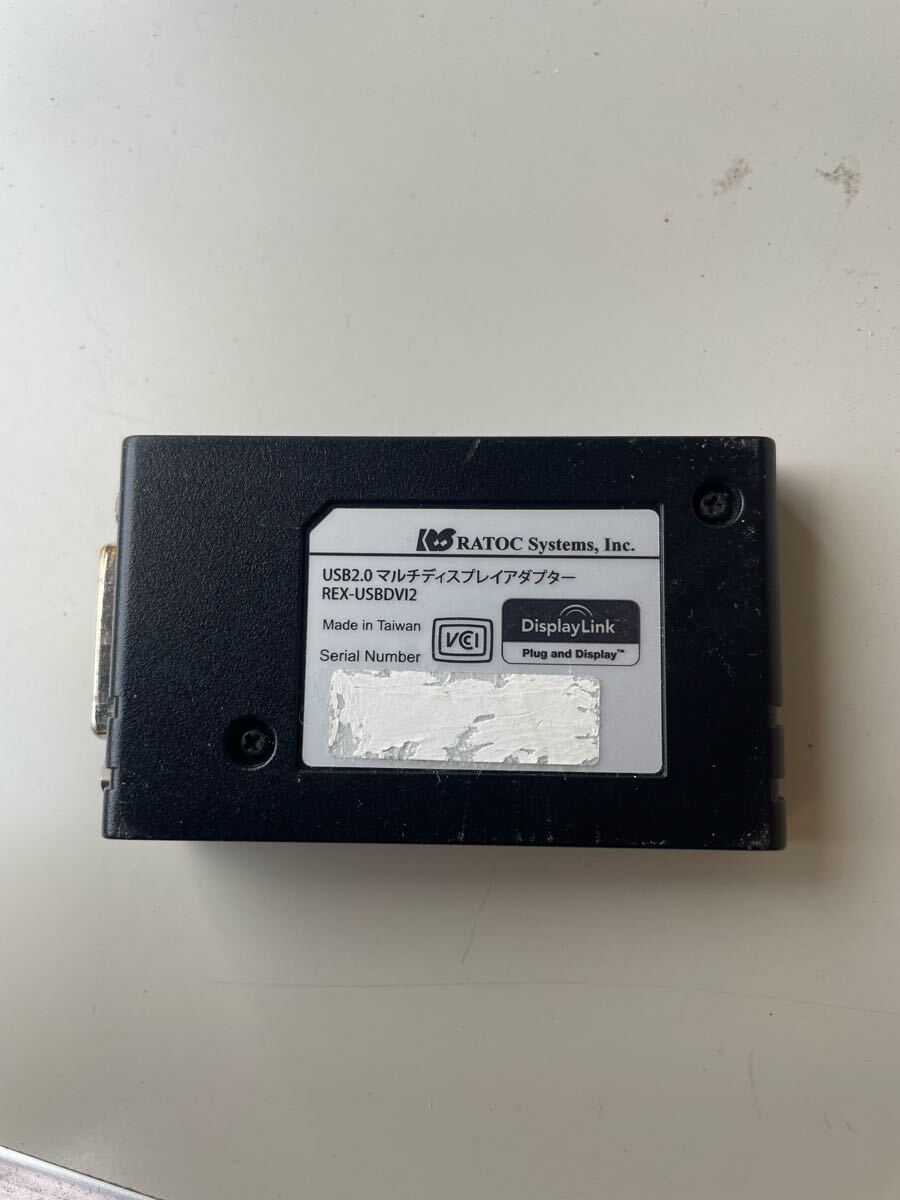 RATOC Systems, Inc.
USB2.0 マルチディスプレイアダプター
REX-USBDVI2
Made in Taiwan
VCCI
DisplayLink
Plug and Display™
Serial Number